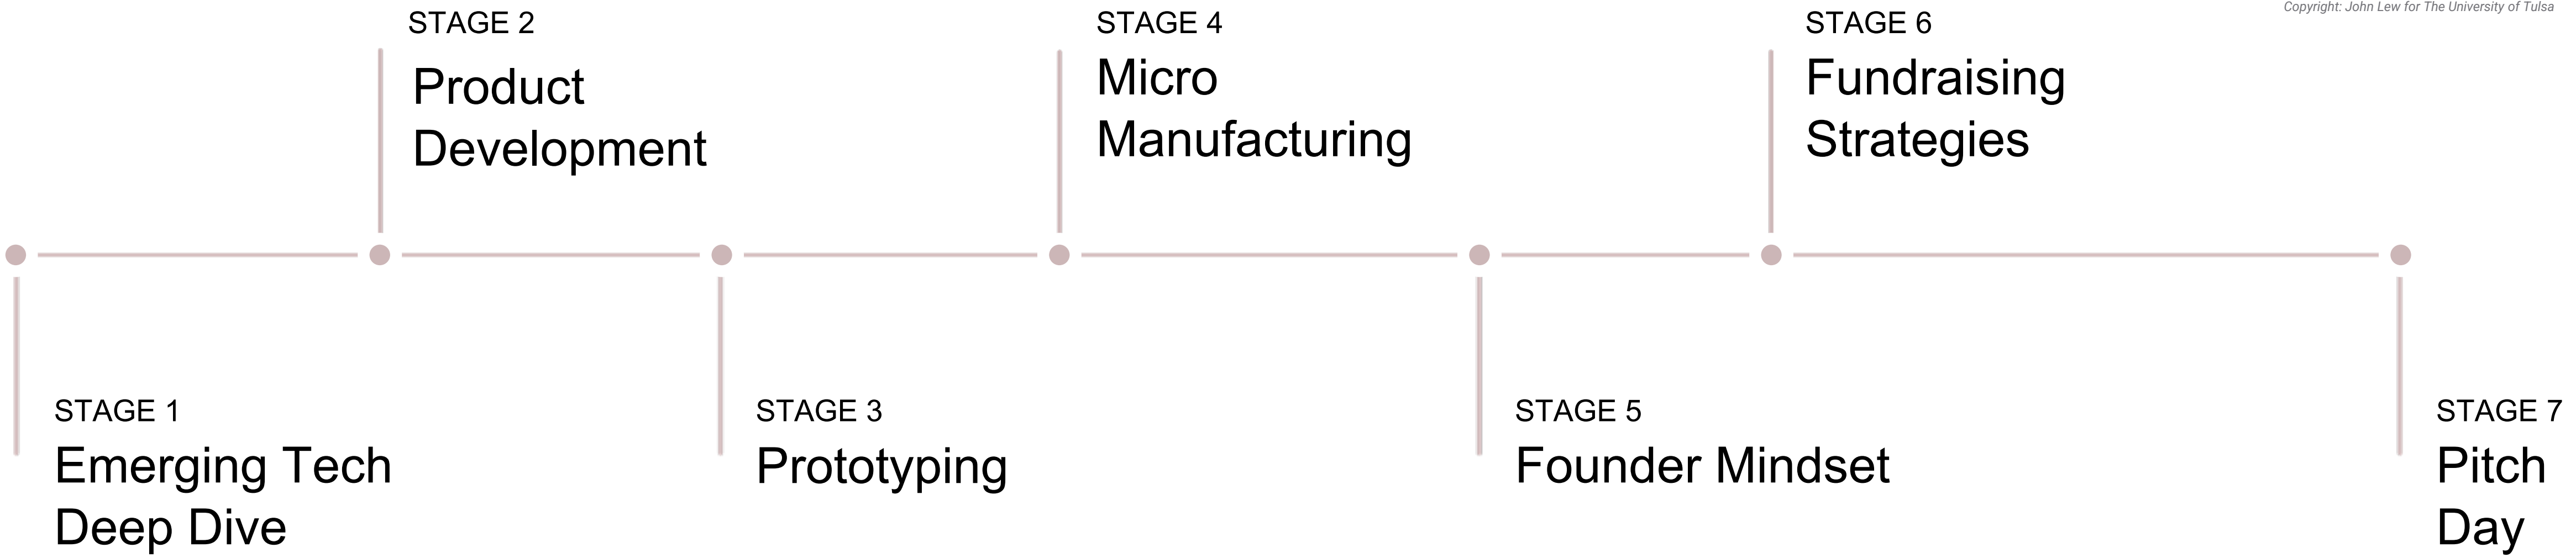 Copyright: John Lew for The University of Tulsa
STAGE 1
Emerging Tech
Deep Dive
STAGE 2
Product
Development
STAGE 3
Prototyping
STAGE 4
Micro
Manufacturing
STAGE 5
Founder Mindset
STAGE 6
Fundraising
Strategies
STAGE 7
Pitch
Day